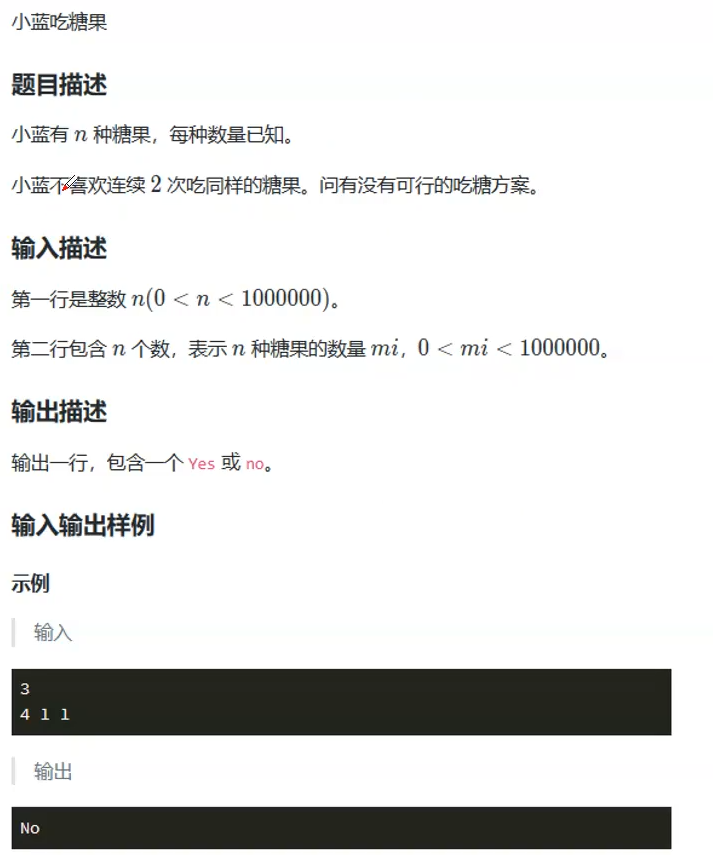 小蓝吃糖果
题目描述
小蓝有 n 种糖果，每种数量已知。
小蓝不喜欢连续 2 次吃同样的糖果。问有没有可行的吃糖方案。
输入描述
第一行是整数 n(0 < n < 1000000)。
第二行包含 n 个数，表示 n 种糖果的数量 mi，0 < mi < 1000000。
输出描述
输出一行，包含一个 Yes 或 no。
输入输出样例
示例
输入
3
4 1 1
输出
No